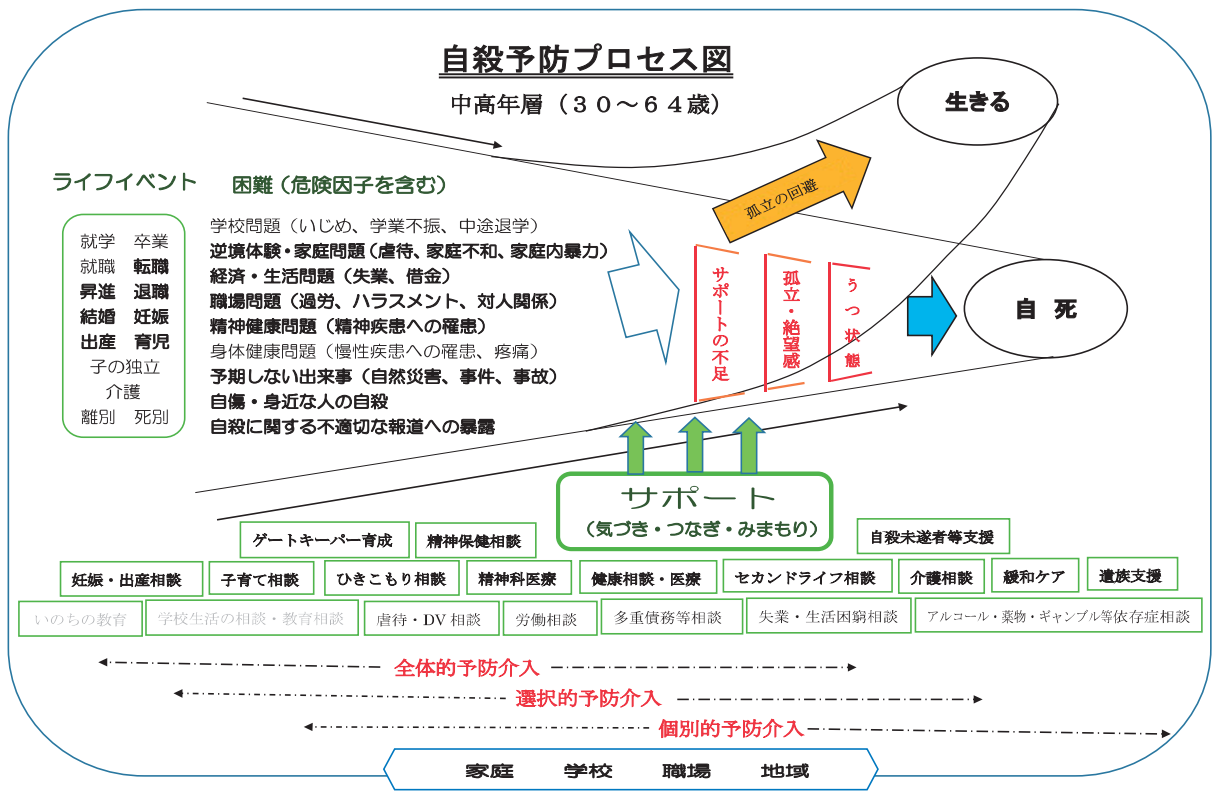 自殺予防プロセス図
中高年層（３０～６４歳）
生きる
ライフイベント
就学　卒業
就職　転職
昇進　退職
結婚　妊娠
出産　育児
子の独立
介護
離別　死別
困難（危険因子を含む）
学校問題（いじめ、学業不振、中途退学）
逆境体験・家庭問題（虐待、家庭不和、家庭内暴力）
経済・生活問題（失業、借金）
職場問題（過労、ハラスメント、対人関係）
精神健康問題（精神疾患への罹患）
身体健康問題（慢性疾患への罹患、疼痛）
予期しない出来事（自然災害、事件、事故）
自傷・身近な人の自殺
自殺に関する不適切な報道への暴露
孤立の回避
サポートの不足
孤立・絶望感
うつ状態
自　死
サポート
（気づき・つなぎ・みまもり）
ゲートキーパー育成
精神保健相談
自殺未遂者等支援
妊娠・出産相談
子育て相談
ひきこもり相談
精神科医療
健康相談・医療
セカンドライフ相談
介護相談
緩和ケア
遺族支援
いのちの教育
学校生活の相談・教育相談
虐待・DV 相談
労働相談
多重債務等相談
失業・生活困窮相談
アルコール・薬物・ギャンブル等依存症相談
全体的予防介入
選択的予防介入
個別的予防介入
家庭　学校　職場　地域